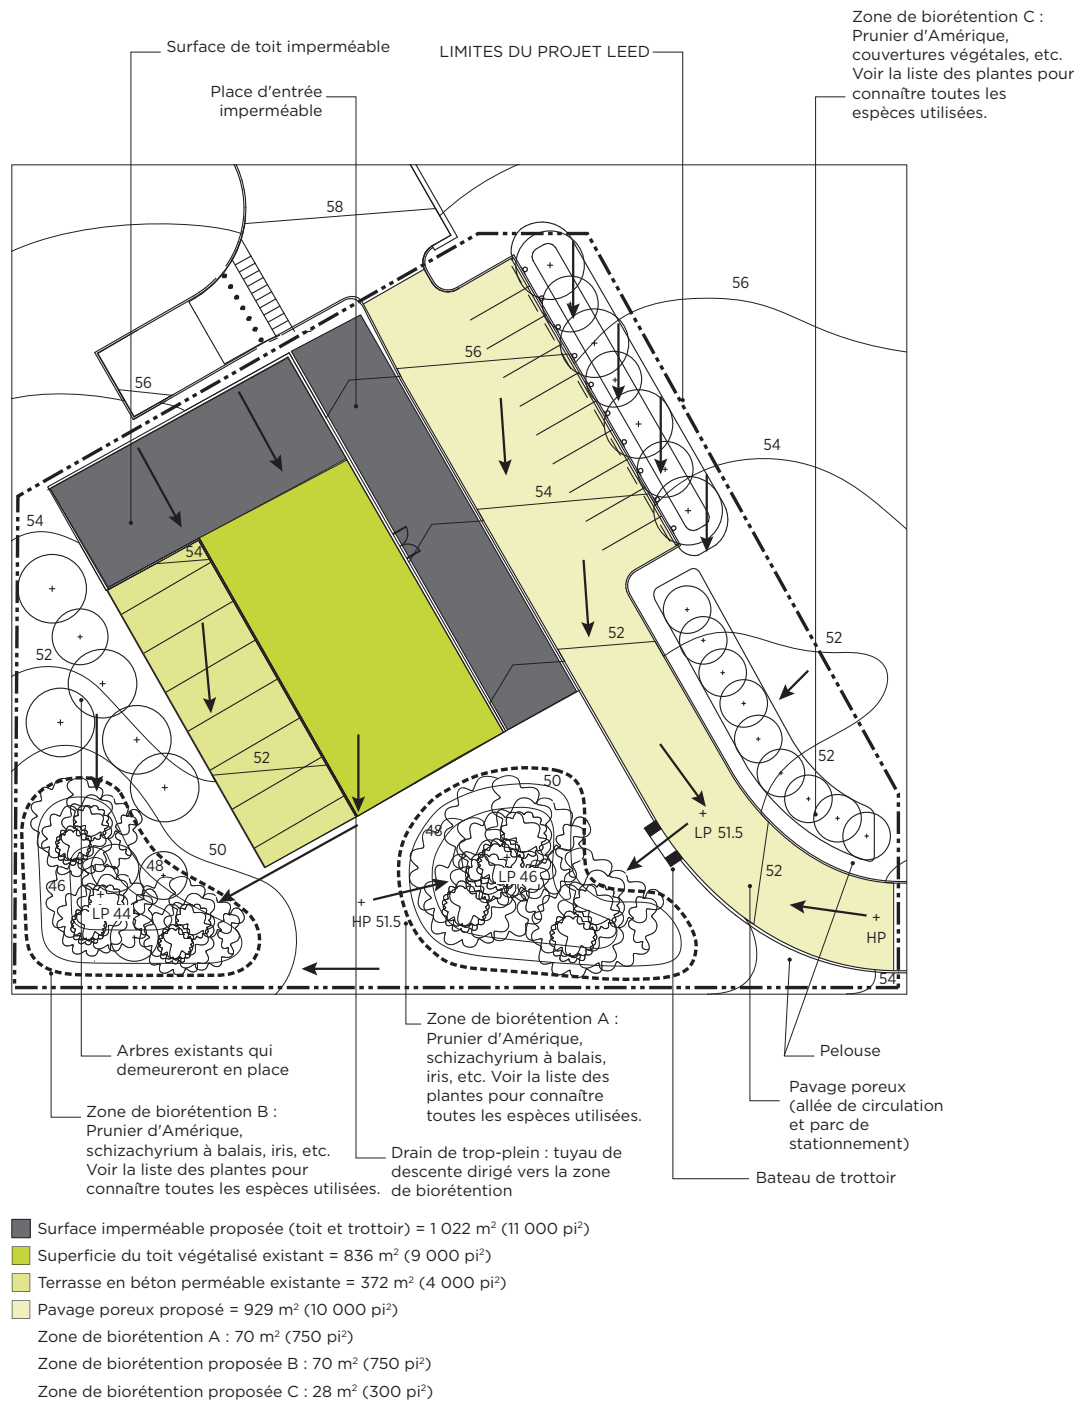 Zone de biorétention C :
Prunier d'Amérique,
couvertures végétales, etc.
Voir la liste des plantes pour
connaître toutes les
espèces utilisées.
Surface de toit imperméable
LIMITES DU PROJET LEED
Place d'entrée
imperméable
58
56
56
56
54
54
54
54
52
52
52
52
52
52
50
50
48
48
46
LP 51.5
LP 46
LP 44
HP 51.5
HP
54
Arbres existants qui
demeureront en place
Zone de biorétention B :
Prunier d'Amérique,
schizachyrium à balais, iris, etc.
Voir la liste des plantes pour
connaître toutes les espèces utilisées.
Zone de biorétention A :
Prunier d'Amérique,
schizachyrium à balais,
iris, etc. Voir la liste des
plantes pour connaître
toutes les espèces utilisées.
Drain de trop-plein : tuyau de
descente dirigé vers la zone
de biorétention
Pelouse
Pavage poreux
(allée de circulation
et parc de
stationnement)
Bateau de trottoir
Surface imperméable proposée (toit et trottoir) = 1 022 m² (11 000 pi²)
Superficie du toit végétalisé existant = 836 m² (9 000 pi²)
Terrasse en béton perméable existante = 372 m² (4 000 pi²)
Pavage poreux proposé = 929 m² (10 000 pi²)
Zone de biorétention A : 70 m² (750 pi²)
Zone de biorétention proposée B : 70 m² (750 pi²)
Zone de biorétention proposée C : 28 m² (300 pi²)